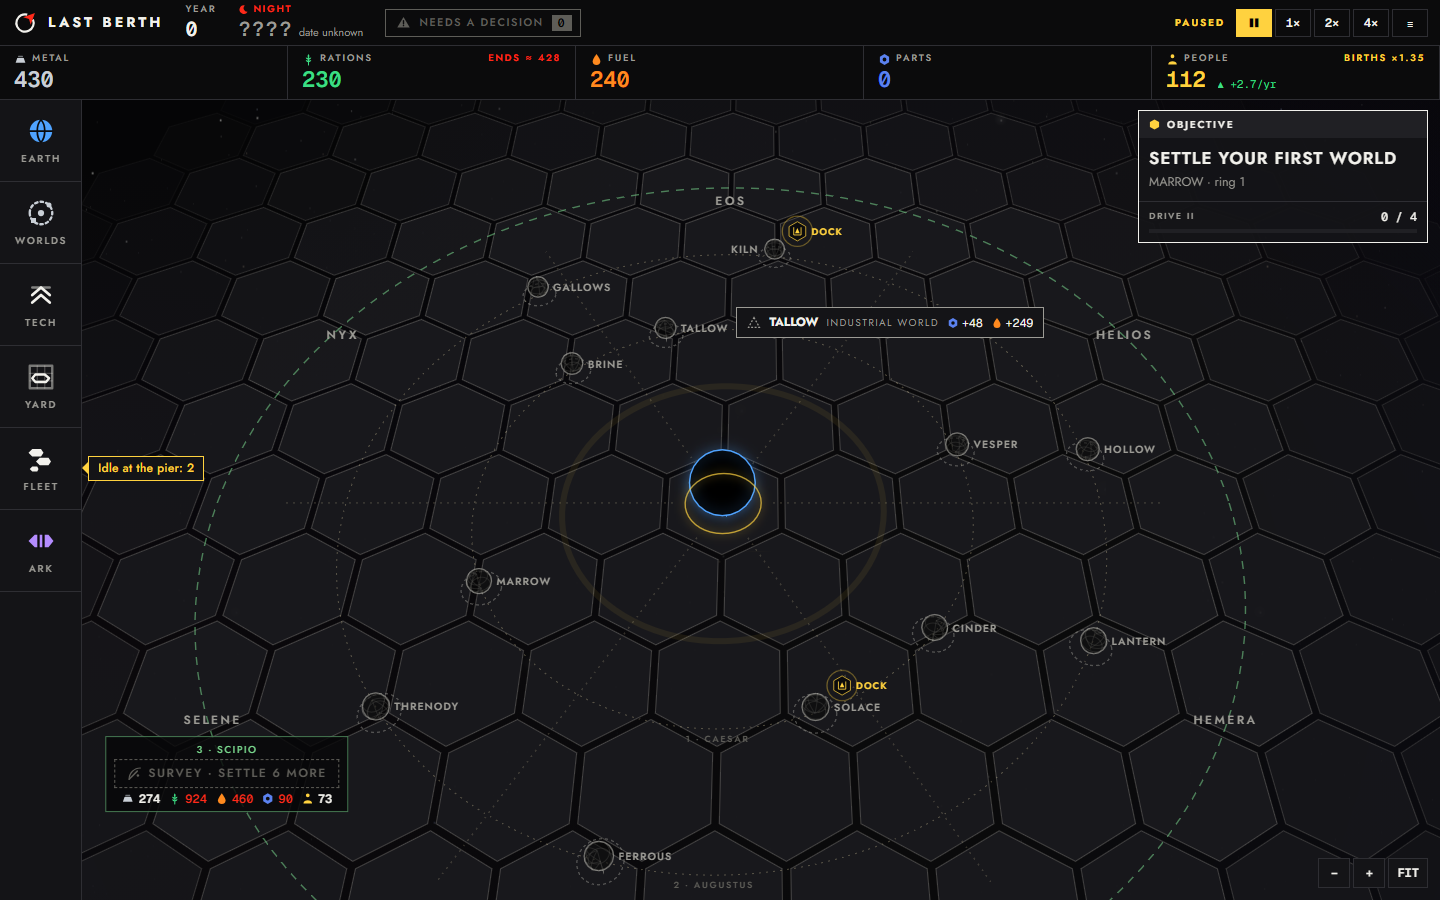 LAST BERTH
YEAR
0
NIGHT
????
date unknown
NEEDS A DECISION 0
PAUSED
1×
2×
4×
≡
METAL
430
RATIONS
ENDS ≈ 428
230
FUEL
240
PARTS
0
PEOPLE
BIRTHS ×1.35
112
▲ +2.7/yr
EARTH
WORLDS
TECH
YARD
FLEET
ARK
Idle at the pier: 2
OBJECTIVE
SETTLE YOUR FIRST WORLD
MARROW · ring 1
DRIVE II
0 / 4
EOS
DOCK
KILN
GALLOWS
TALLOW
TALLOW INDUSTRIAL WORLD +48 +249
NYX
HELIOS
BRINE
VESPER
HOLLOW
MARROW
CINDER
LANTERN
DOCK
THRENODY
SOLACE
SELENE
HEMERA
1 · CAESAR
3 · SCIPIO
SURVEY · SETTLE 6 MORE
274 924 460 90 73
FERROUS
2 · AUGUSTUS
−
+
FIT